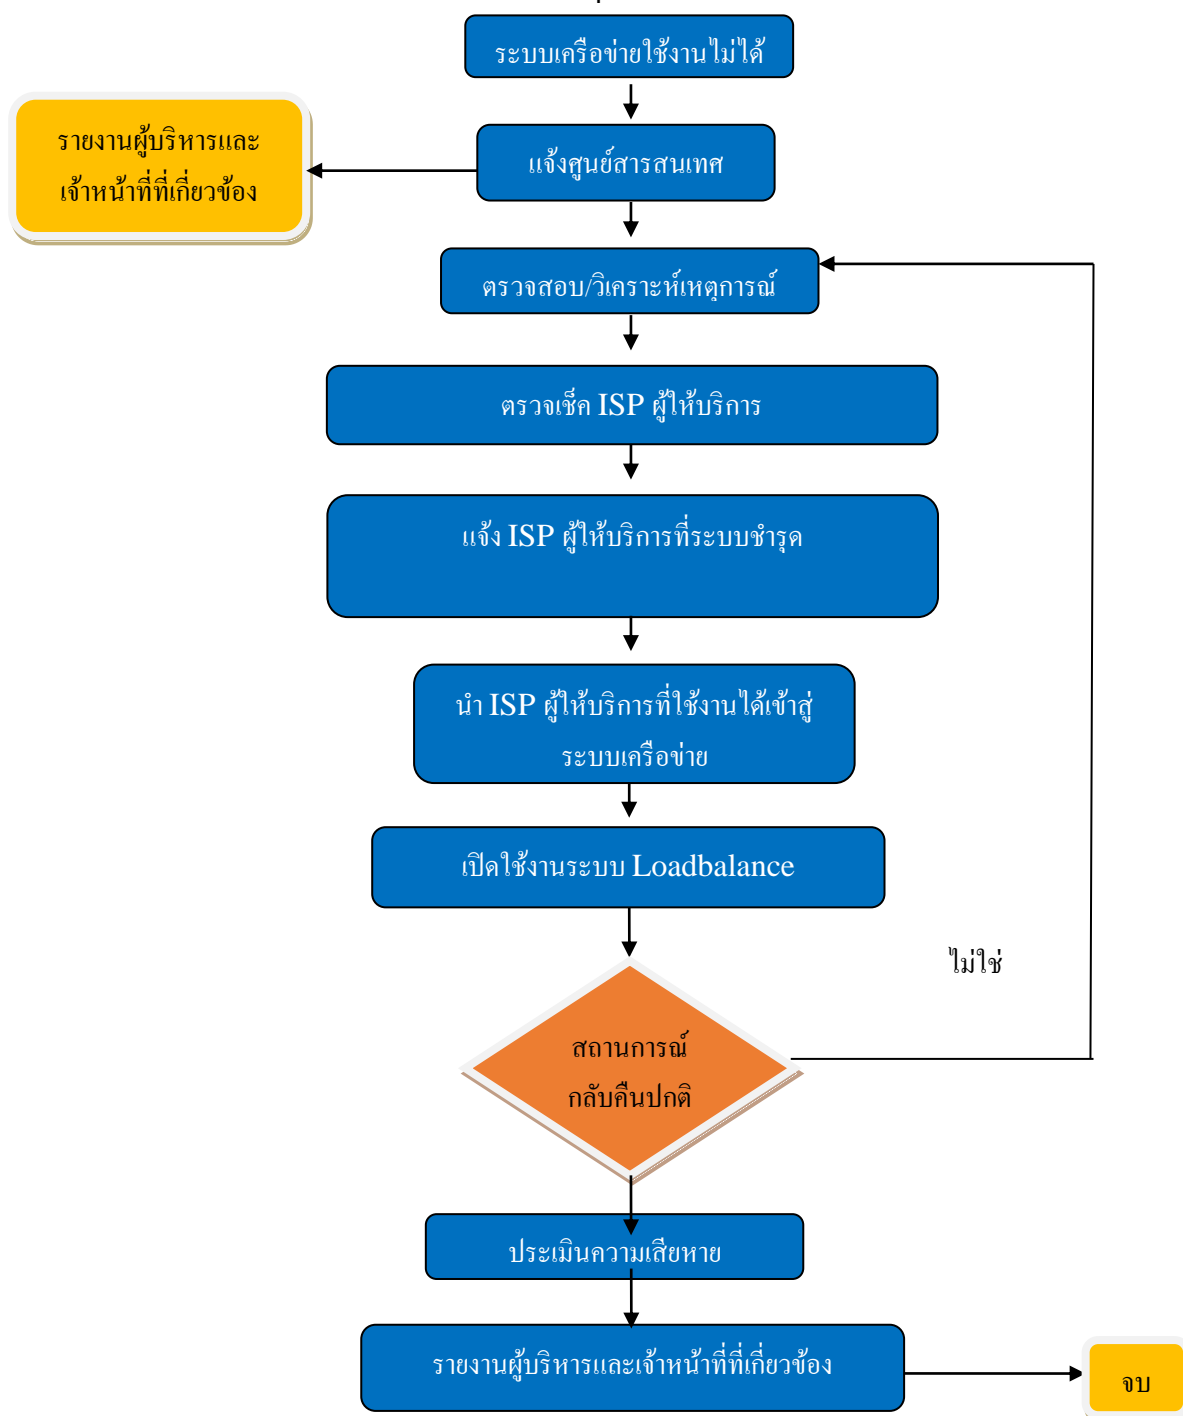 ระบบเครือข่ายใช้งานไม่ได้
รายงานผู้บริหารและ
เจ้าหน้าที่ที่เกี่ยวข้อง
แจ้งศูนย์สารสนเทศ
ตรวจสอบ/วิเคราะห์เหตุการณ์
ตรวจเช็ค ISP ผู้ให้บริการ
แจ้ง ISP ผู้ให้บริการที่ระบบชำรุด
นำ ISP ผู้ให้บริการที่ใช้งานได้เข้าสู่
ระบบเครือข่าย
เปิดใช้งานระบบ Loadbalance
ไม่ใช่
สถานการณ์
กลับคืนปกติ
ประเมินความเสียหาย
รายงานผู้บริหารและเจ้าหน้าที่ที่เกี่ยวข้อง
จบ